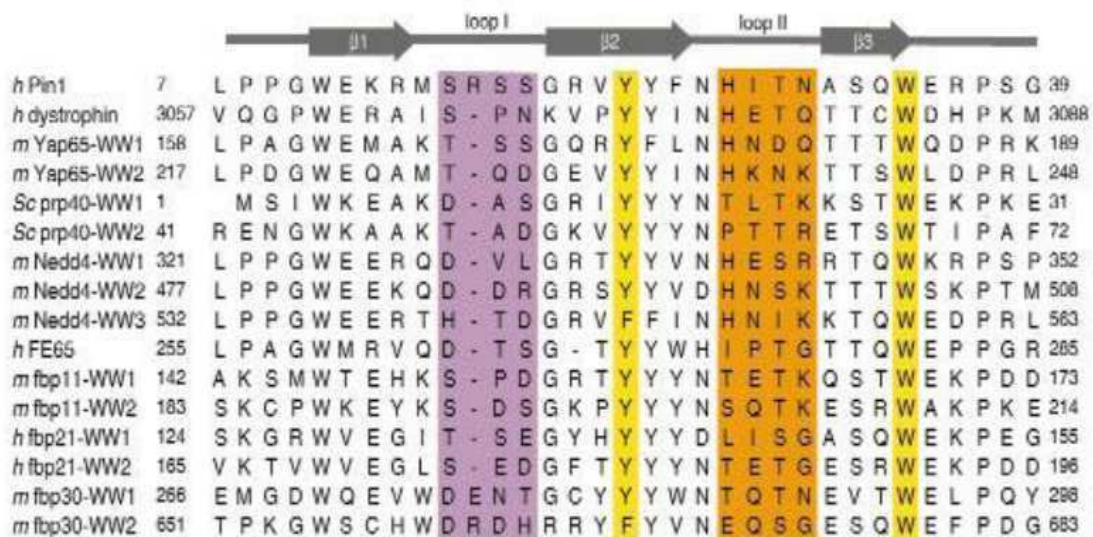 loop I loop II
β1 β2 β3
h Pin1 7 L P P G W E K R M S R S S G R V Y Y F N H I T N A S Q W E R P S G 39
h dystrophin 3057 V Q G P W E R A I S - P N K V P Y Y I N H E T Q T T C W D H P K M 3088
m Yap65-WW1 158 L P A G W E M A K T - S S G Q R Y F L N H N D Q T T T W Q D P R K 189
m Yap65-WW2 217 L P D G W E Q A M T - Q D G E V Y Y I N H K N K T T S W L D P R L 248
Sc prp40-WW1 1 M S I W K E A K D - A S G R I Y Y Y N T L T K K S T W E K P K E 31
Sc prp40-WW2 41 R E N G W K A A K T - A D G K V Y Y Y N P T T R E T S W T I P A F 72
m Nedd4-WW1 321 L P P G W E E R Q D - V L G R T Y Y V N H E S R R T Q W K R P S P 352
m Nedd4-WW2 477 L P P G W E E K Q D - D R G R S Y Y V D H N S K T T T W S K P T M 508
m Nedd4-WW3 532 L P P G W E E R T H - T D G R V F F I N H N I K K T Q W E D P R L 563
h FE65 255 L P A G W M R V Q D - T S G - T Y Y W H I P T G T T Q W E P P G R 285
m fbp11-WW1 142 A K S M W T E H K S - P D G R T Y Y Y N T E T K Q S T W E K P D D 173
m fbp11-WW2 183 S K C P W K E Y K S - D S G K P Y Y Y N S Q T K E S R W A K P K E 214
h fbp21-WW1 124 S K G R W V E G I T - S E G Y H Y Y Y D L I S G A S Q W E K P E G 155
h fbp21-WW2 165 V K T V W V E G L S - E D G F T Y Y Y N T E T G E S R W E K P D D 196
m fbp30-WW1 266 E M G D W Q E V W D E N T G C Y Y Y W N T Q T N E V T W E L P Q Y 298
m fbp30-WW2 651 T P K G W S C H W D R D H R R Y F Y V N E Q S G E S Q W E F P D G 683